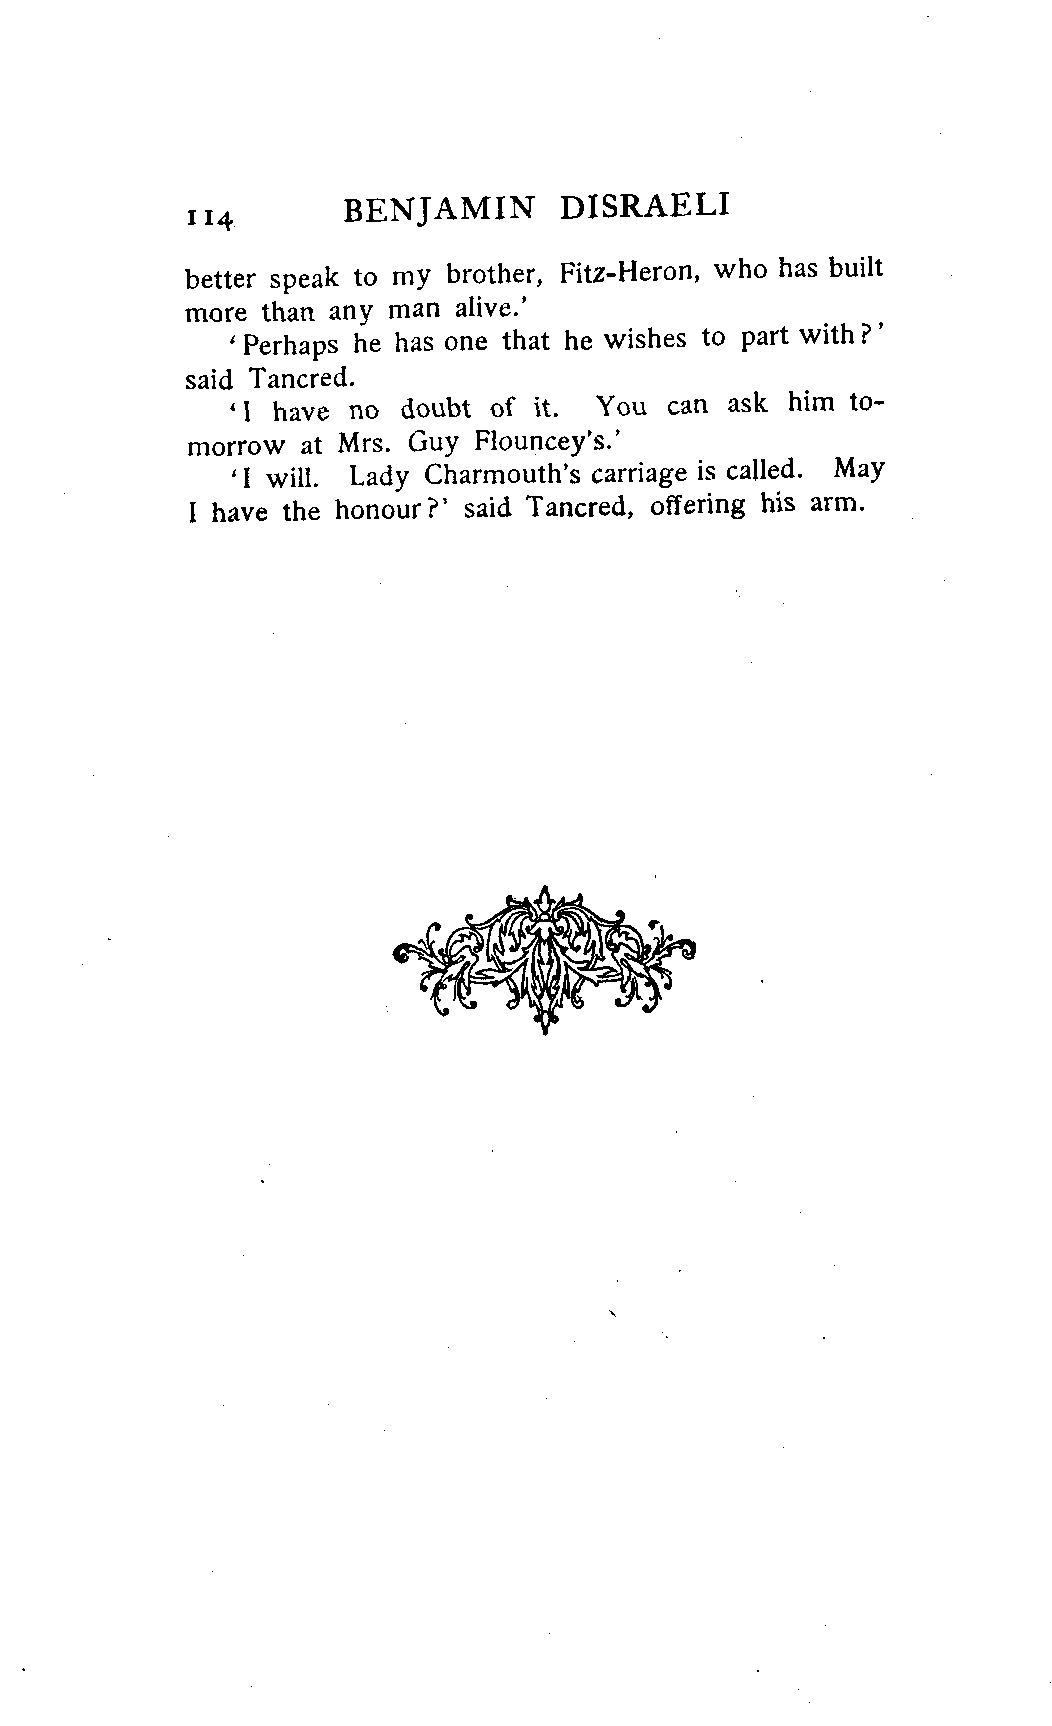 114 BENJAMIN DISRAELI
better speak to my brother, Fitz-Heron, who has built
more than any man alive.'
'Perhaps he has one that he wishes to part with?'
said Tancred.
'I have no doubt of it. You can ask him to-
morrow at Mrs. Guy Flouncey's.'
'I will. Lady Charmouth's carriage is called. May
I have the honour?' said Tancred, offering his arm.